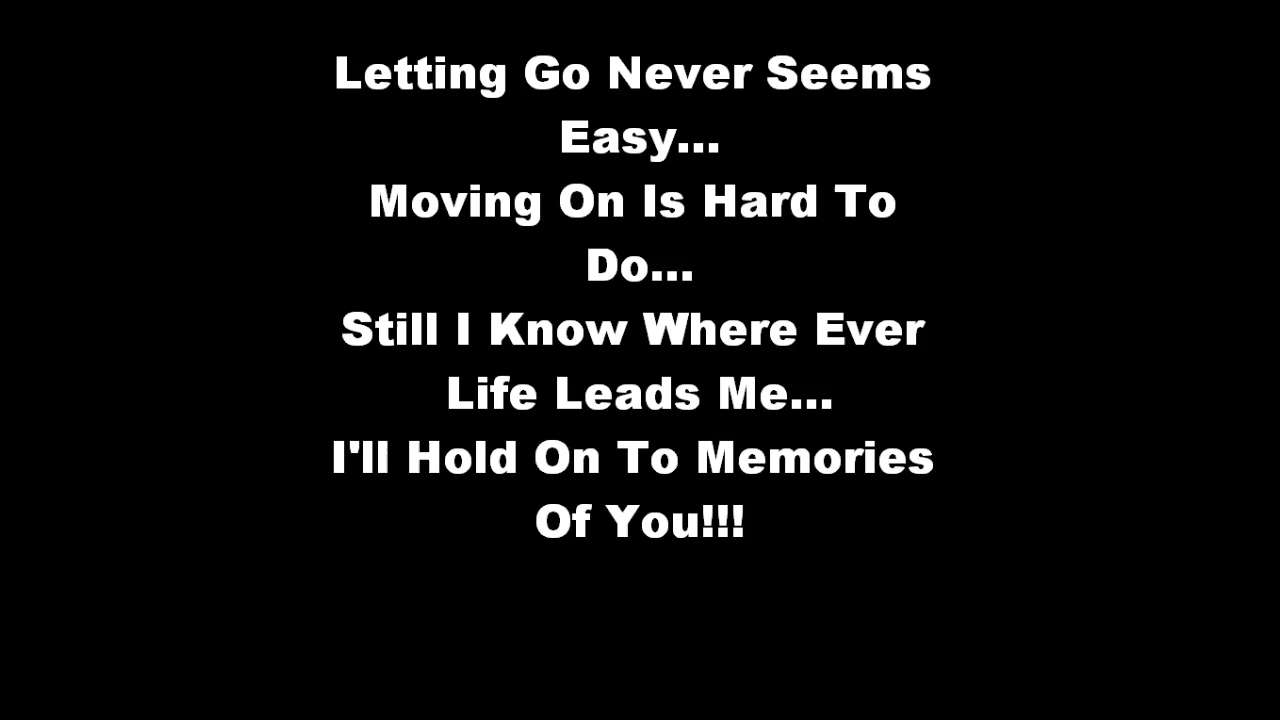 Letting Go Never Seems
Easy...
Moving On Is Hard To
Do...
Still I Know Where Ever
Life Leads Me...
I'll Hold On To Memories
Of You!!!